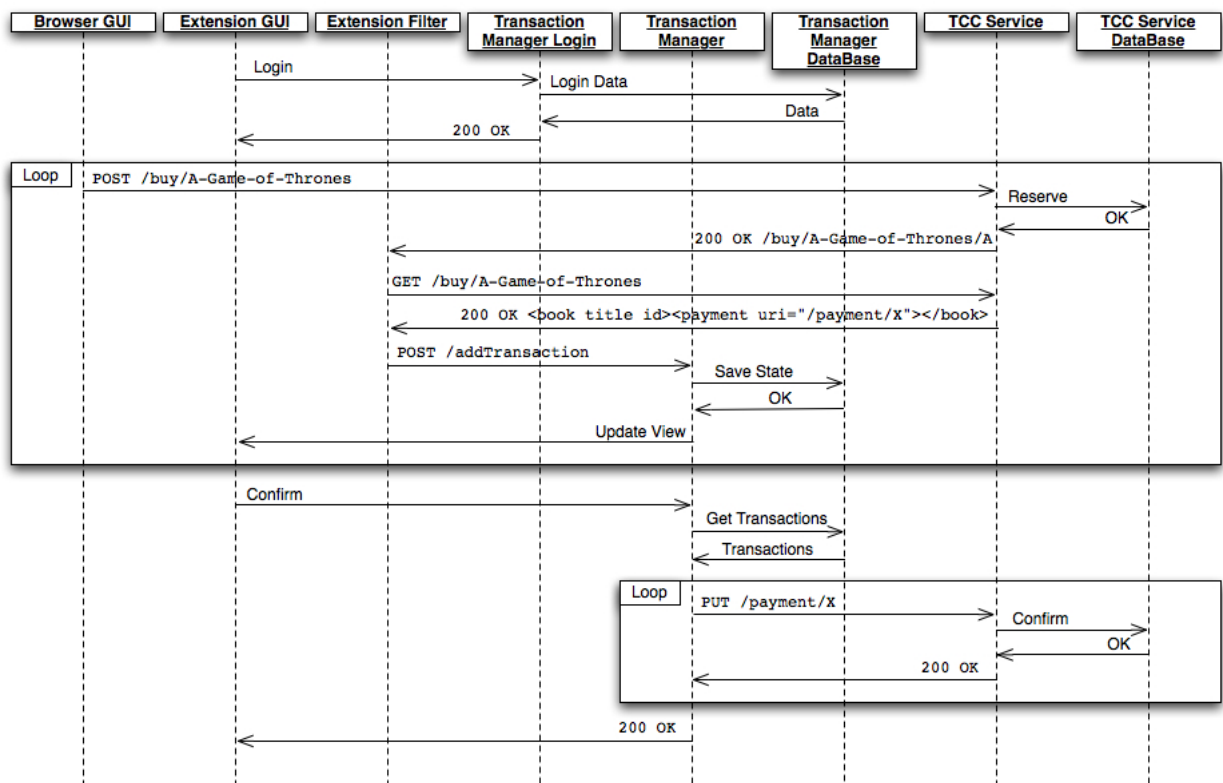 Browser GUI
Extension GUI
Extension Filter
Transaction
Manager Login
Transaction
Manager
Transaction
Manager
DataBase
TCC Service
TCC Service
DataBase
Login
Login Data
Data
200 OK
Loop
POST /buy/A-Game-of-Thrones
Reserve
OK
200 OK /buy/A-Game-of-Thrones/A
GET /buy/A-Game-of-Thrones
200 OK <book title id><payment uri="/payment/X"></book>
POST /addTransaction
Save State
OK
Update View
Confirm
Get Transactions
Transactions
Loop
PUT /payment/X
Confirm
OK
200 OK
200 OK